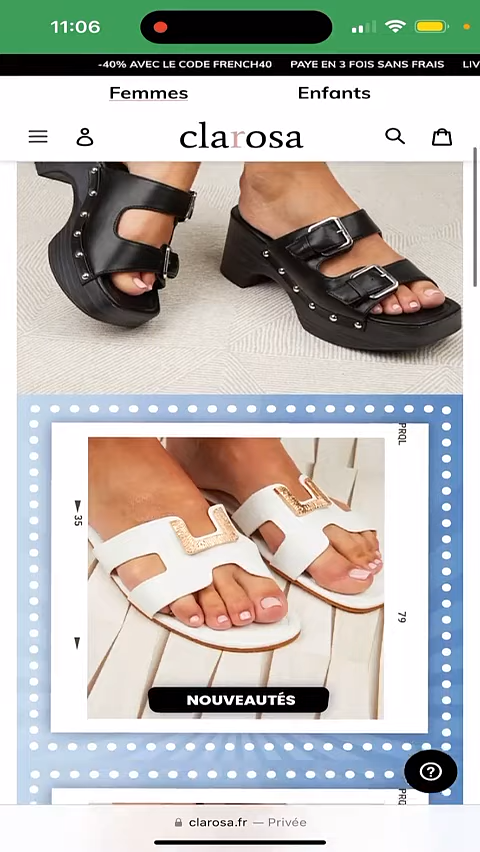 11:06
-40% AVEC LE CODE FRENCH40 PAYE EN 3 FOIS SANS FRAIS LIV
Femmes Enfants
clarosa
PRQL
35
79
NOUVEAUTÉS
clarosa.fr — Privée